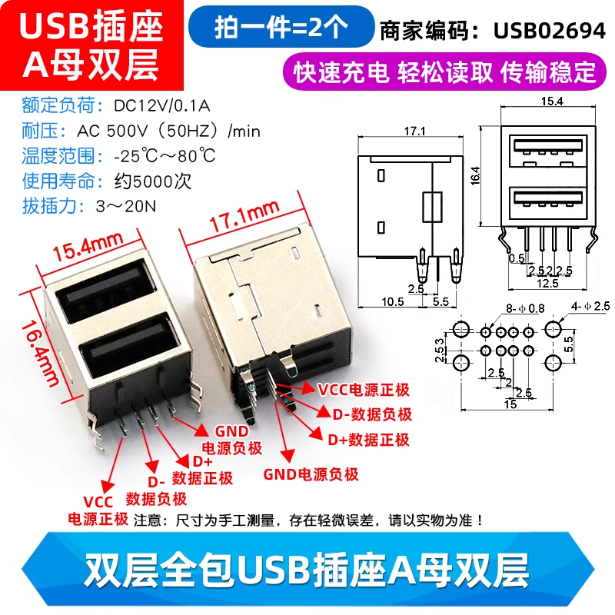 USB插座
A母双层
拍一件=2个
商家编码：USB02694
快速充电 轻松读取 传输稳定
额定负荷：DC12V/0.1A
耐压：AC 500V（50HZ）/min
温度范围：-25℃～80℃
使用寿命：约5000次
拔插力：3～20N
15.4mm
17.1mm
16.4mm
17.1
15.4
16.4
2.5
10.5
5.5
0.5
2.5 2 2.5
12.5
8-φ0.8
4-φ2.5
2.5 3
5.5
2.5
2
2.5
15
VCC电源正极
D-数据负极
D+数据正极
GND电源负极
GND
电源负极
D+
数据正极
D-
数据负极
VCC
电源正极
注意：尺寸为手工测量，存在轻微误差，请以实物为准！
双层全包USB插座A母双层